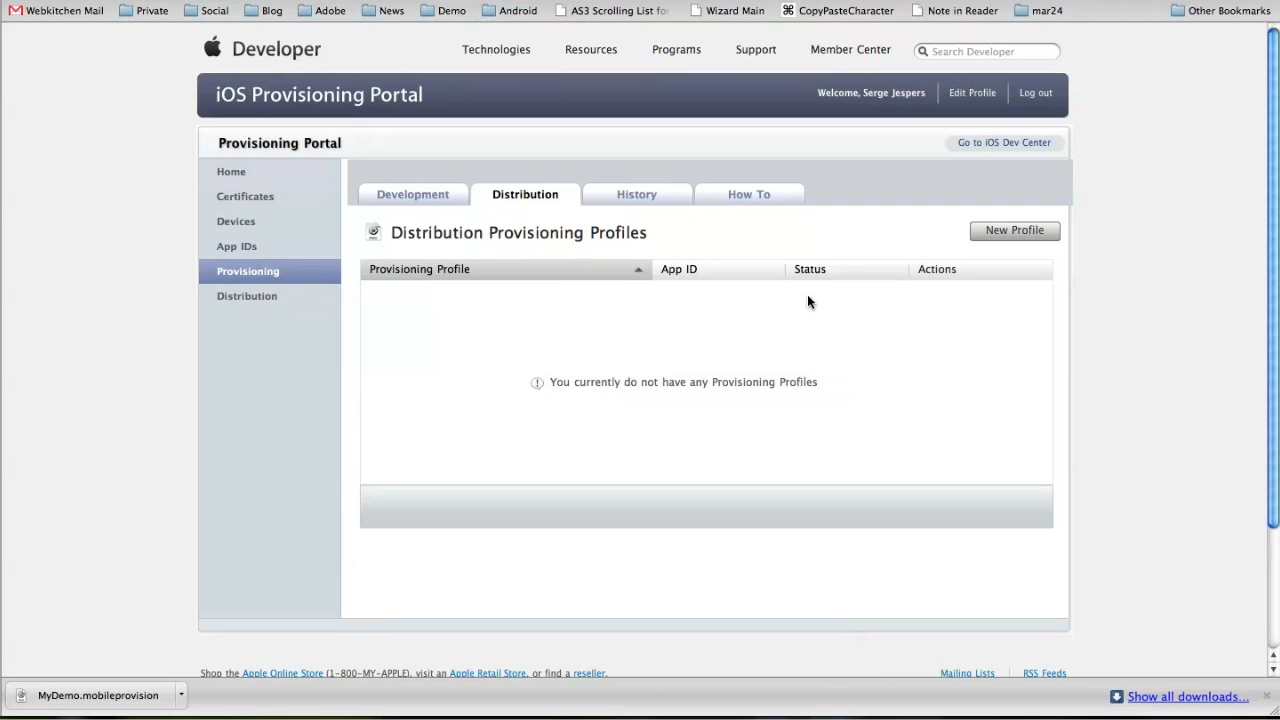 Webkitchen Mail Private Social Blog Adobe News Demo Android AS3 Scrolling List for Wizard Main CopyPasteCharacter Note in Reader mar24 Other Bookmarks
Developer Technologies Resources Programs Support Member Center Search Developer
iOS Provisioning Portal Welcome, Serge Jespers Edit Profile Log out
Provisioning Portal Go to iOS Dev Center
Home
Certificates
Devices
App IDs
Provisioning
Distribution
Development Distribution History How To
Distribution Provisioning Profiles New Profile
Provisioning Profile App ID Status Actions
You currently do not have any Provisioning Profiles
Shop the Apple Online Store (1-800-MY-APPLE), visit an Apple Retail Store, or find a reseller. Mailing Lists RSS Feeds
MyDemo.mobileprovision Show all downloads...